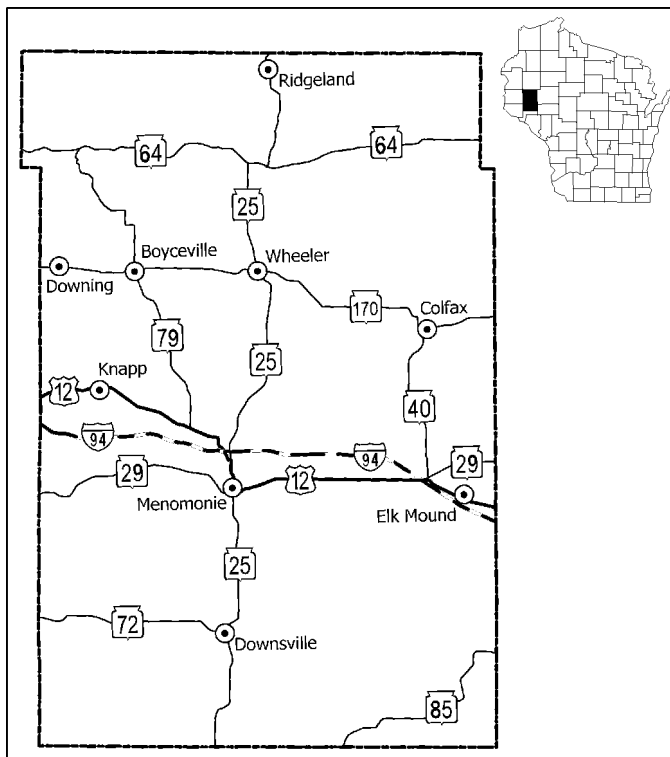 Ridgeland
64
64
25
Boyceville
Wheeler
Downing
170
Colfax
79
25
Knapp
12
40
94
94
29
29
12
Menomonie
Elk Mound
25
72
Downsville
85